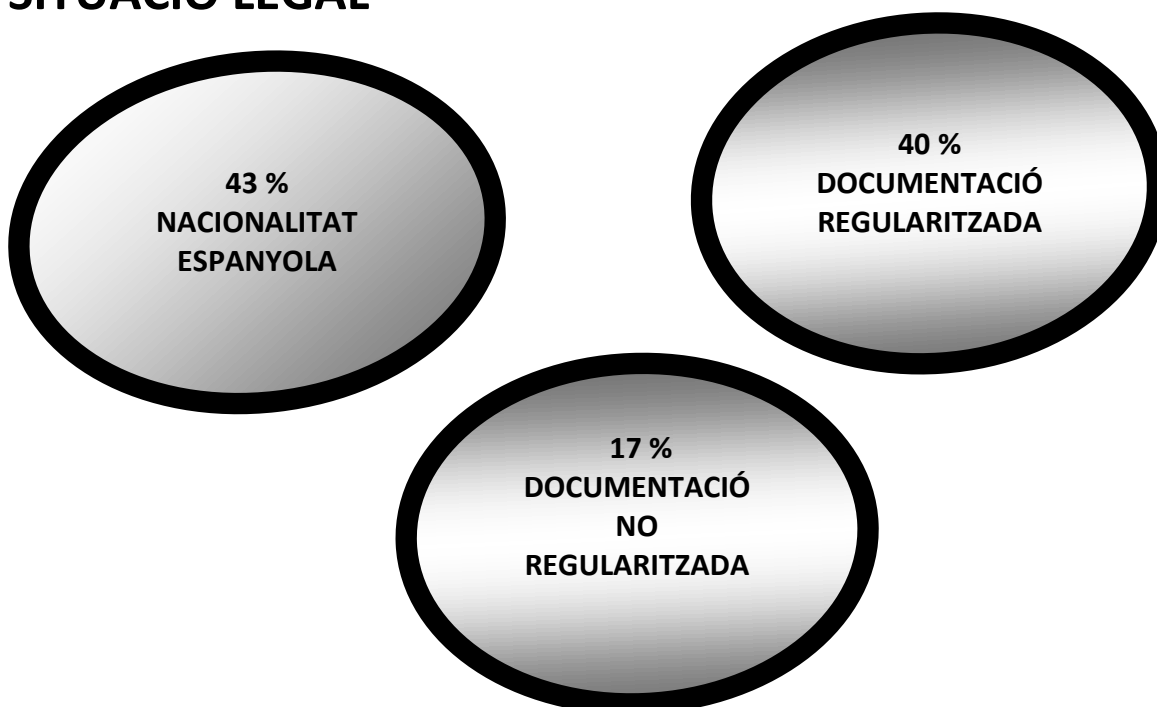 SITUACIÓ LEGAL
43 %
NACIONALITAT
ESPANYOLA
40 %
DOCUMENTACIÓ
REGULARITZADA
17 %
DOCUMENTACIÓ
NO
REGULARITZADA